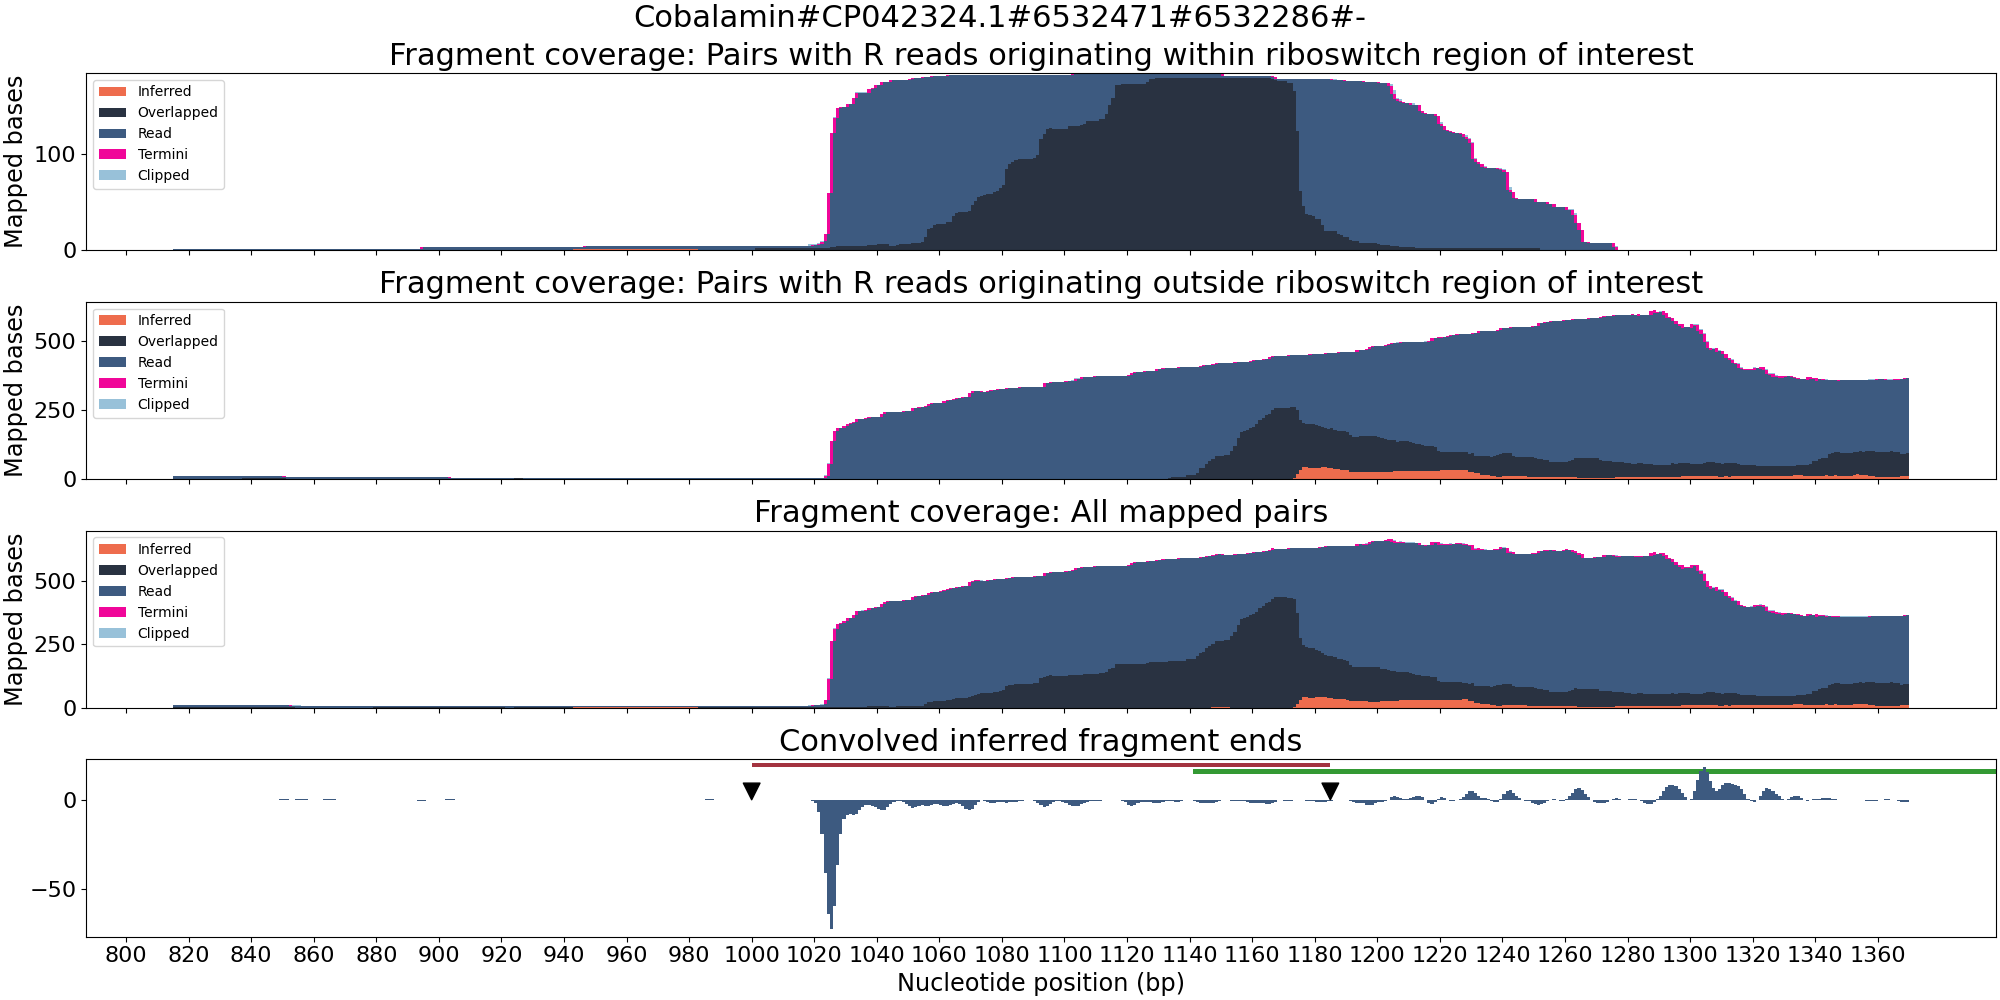 Cobalamin#CP042324.1#6532471#6532286#-
Fragment coverage: Pairs with R reads originating within riboswitch region of interest
Mapped bases
100
0
Inferred
Overlapped
Read
Termini
Clipped
Fragment coverage: Pairs with R reads originating outside riboswitch region of interest
Mapped bases
500
250
0
Inferred
Overlapped
Read
Termini
Clipped
Fragment coverage: All mapped pairs
Mapped bases
500
250
0
Inferred
Overlapped
Read
Termini
Clipped
Convolved inferred fragment ends
0
−50
800 820 840 860 880 900 920 940 960 980 1000 1020 1040 1060 1080 1100 1120 1140 1160 1180 1200 1220 1240 1260 1280 1300 1320 1340 1360
Nucleotide position (bp)